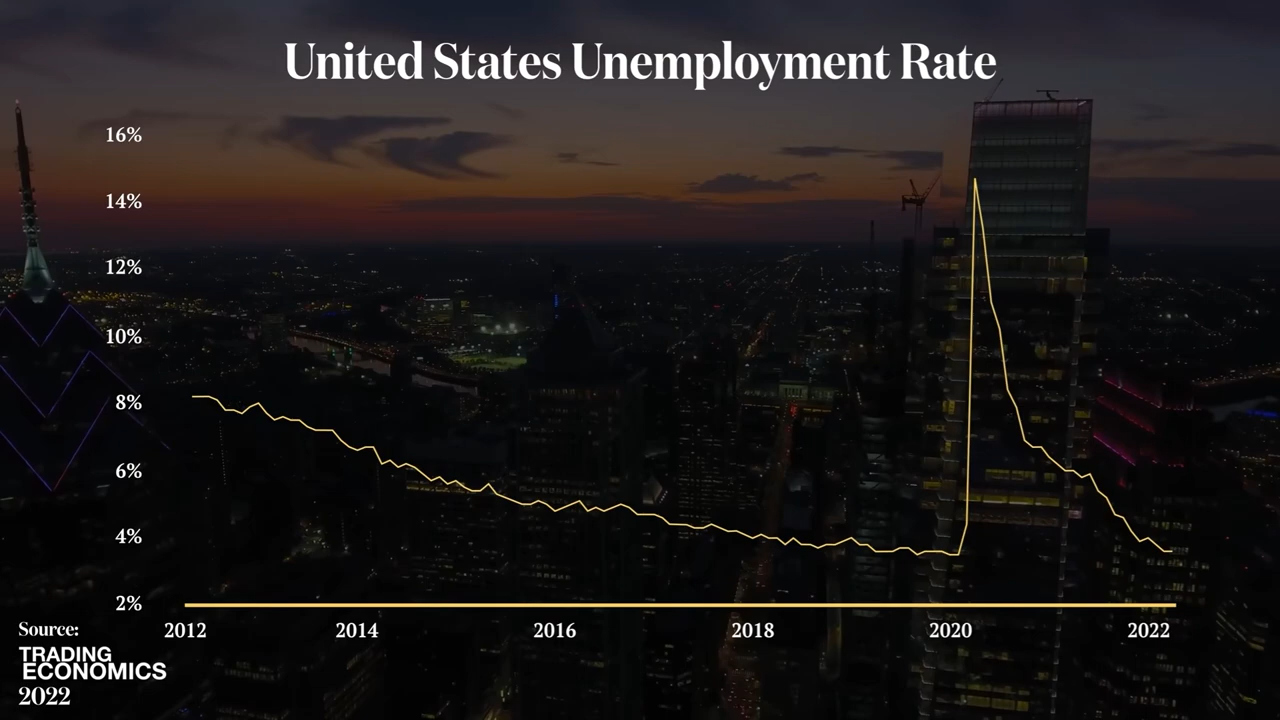 United States Unemployment Rate
16%
14%
12%
10%
8%
6%
4%
2%
2012 2014 2016 2018 2020 2022
Source:
TRADING
ECONOMICS
2022